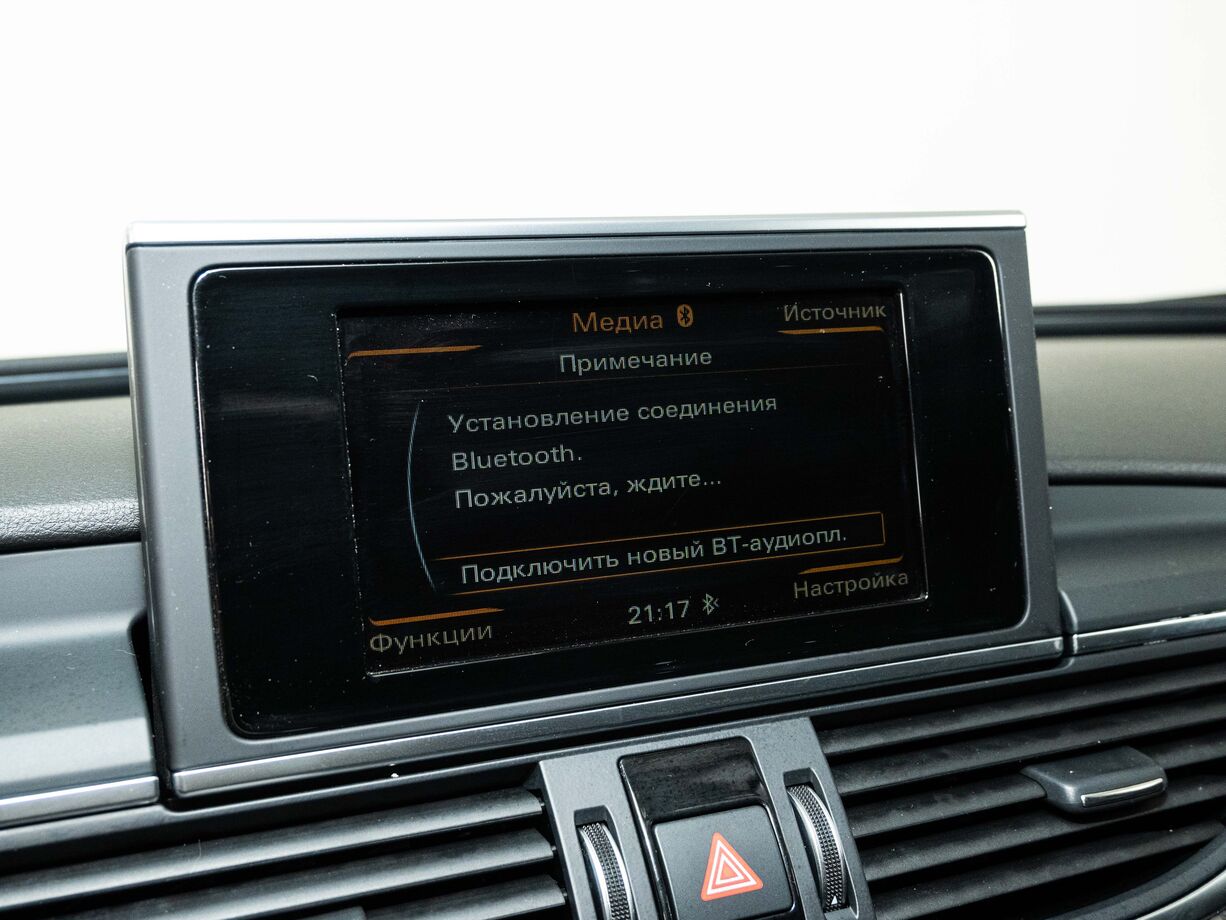 Медиа
Источник
Примечание
Установление соединения
Bluetooth.
Пожалуйста, ждите...
Подключить новый BT-аудиопл.
Функции
21:17
Настройка